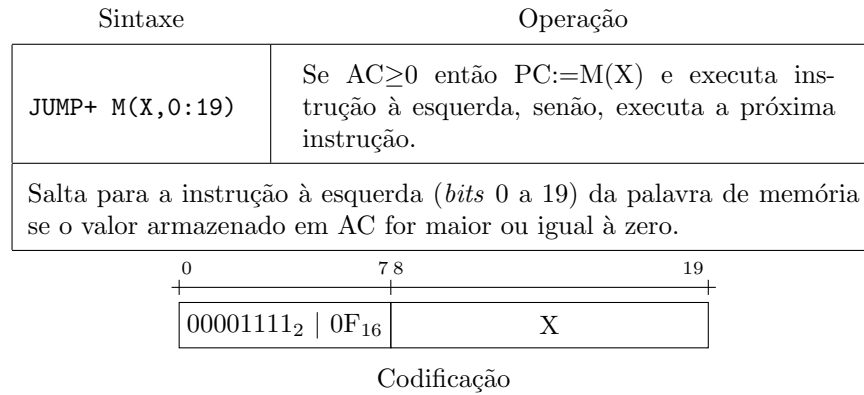 Sintaxe Operação
JUMP+ M(X,0:19)
Se AC≥0 então PC:=M(X) e executa ins-
trução à esquerda, senão, executa a próxima
instrução.
Salta para a instrução à esquerda (bits 0 a 19) da palavra de memória
se o valor armazenado em AC for maior ou igual à zero.
0 7 8 19
00001111₂ | 0F₁₆ X
Codificação